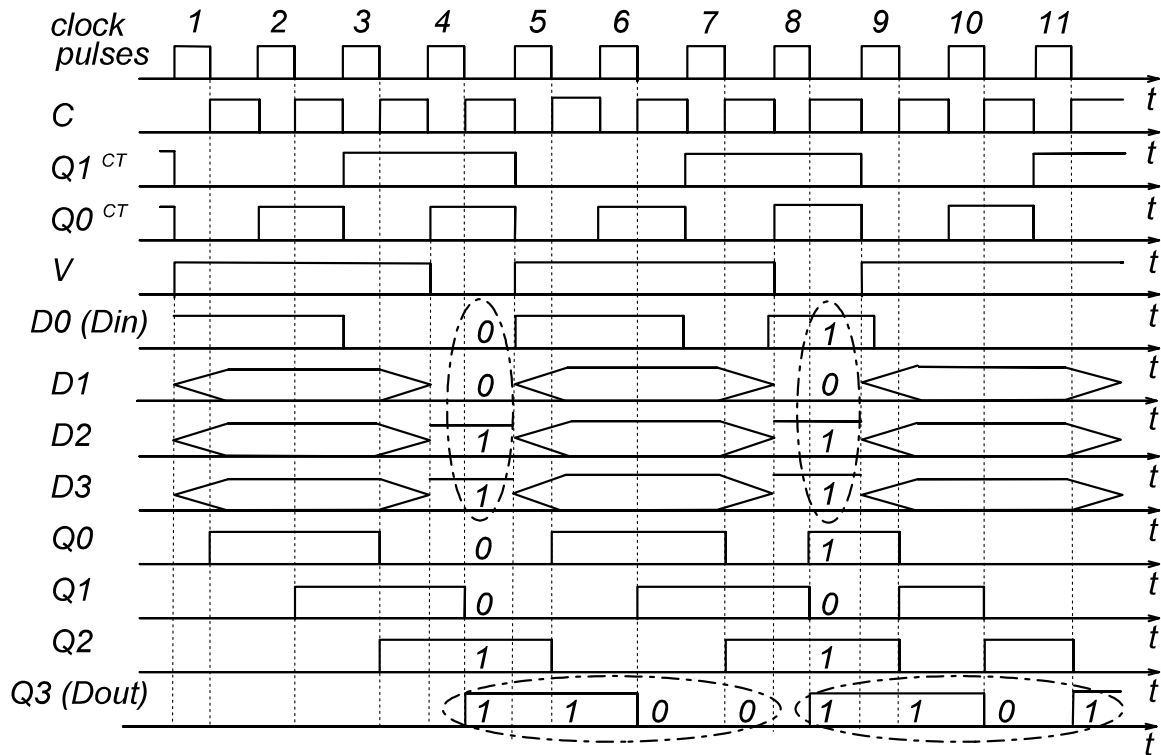 clock 1 2 3 4 5 6 7 8 9 10 11
pulses
t
C
t
Q1 CT
t
Q0 CT
t
V
t
D0 (Din) 0 1
t
D1 0 0
t
D2 1 1
t
D3 1 1
t
Q0 0 1
t
Q1 0 0
t
Q2 1 1
t
Q3 (Dout) 1 1 0 0 1 1 0 1
t